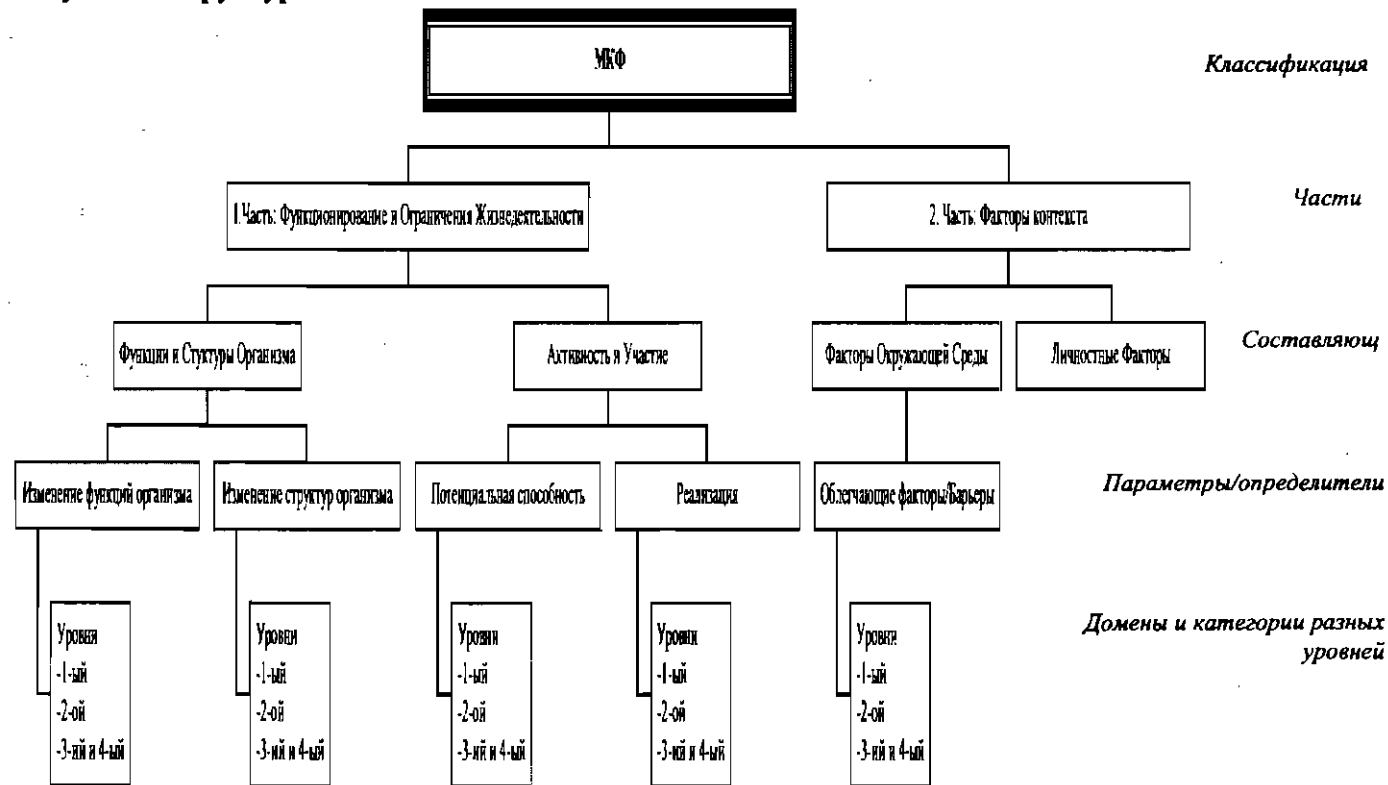 МКФ
Классификация
1.Часть: Функционирование и Ограничения Жизнедеятельности
2. Часть: Факторы контекста
Части
Функции и Стуктуры Организма
Активность и Участие
Факторы Окружающей Среды
Личностные Факторы
Составляющ
Изменение функций организма
Изменение структур организма
Потенциальная способность
Реализация
Облегчающие факторы/Барьеры
Параметры/определители
Уровни
-1-ый
-2-ой
-3-ий и 4-ый
Уровни
-1-ый
-2-ой
-3-ий и 4-ый
Уровни
-1-ый
-2-ой
-3-ий и 4-ый
Уровни
-1-ый
-2-ой
-3-ий и 4-ый
Уровни
-1-ый
-2-ой
-3-ий и 4-ый
Домены и категории разных
уровней